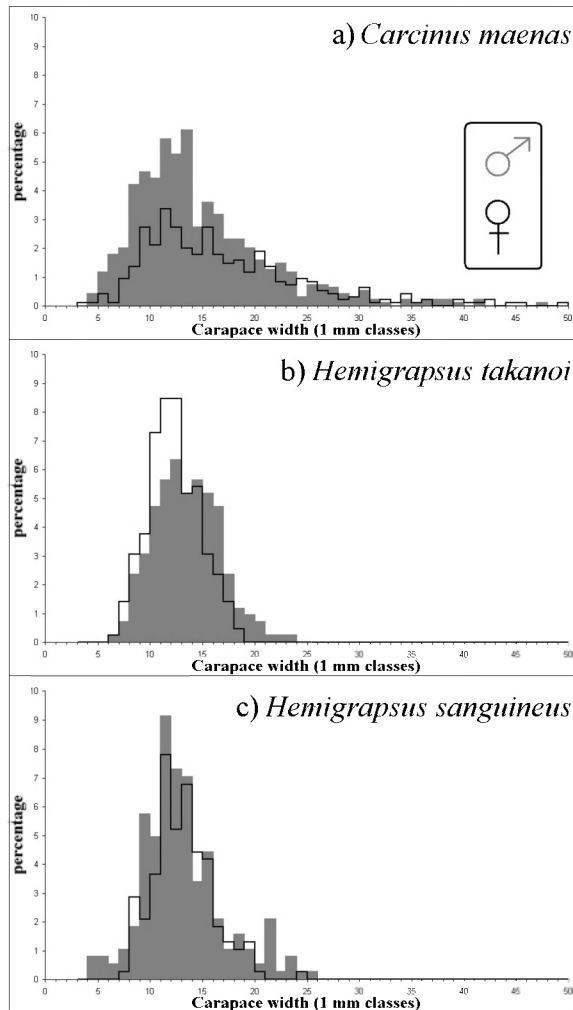 a) Carcinus maenas
10
9
8
7
6
5
4
3
2
1
0
percentage
0 5 10 15 20 25 30 35 40 45 50
Carapace width (1 mm classes)
b) Hemigrapsus takanoi
10
9
8
7
6
5
4
3
2
1
0
percentage
0 5 10 15 20 25 30 35 40 45 50
Carapace width (1 mm classes)
c) Hemigrapsus sanguineus
10
9
8
7
6
5
4
3
2
1
0
percentage
0 5 10 15 20 25 30 35 40 45 50
Carapace width (1 mm classes)